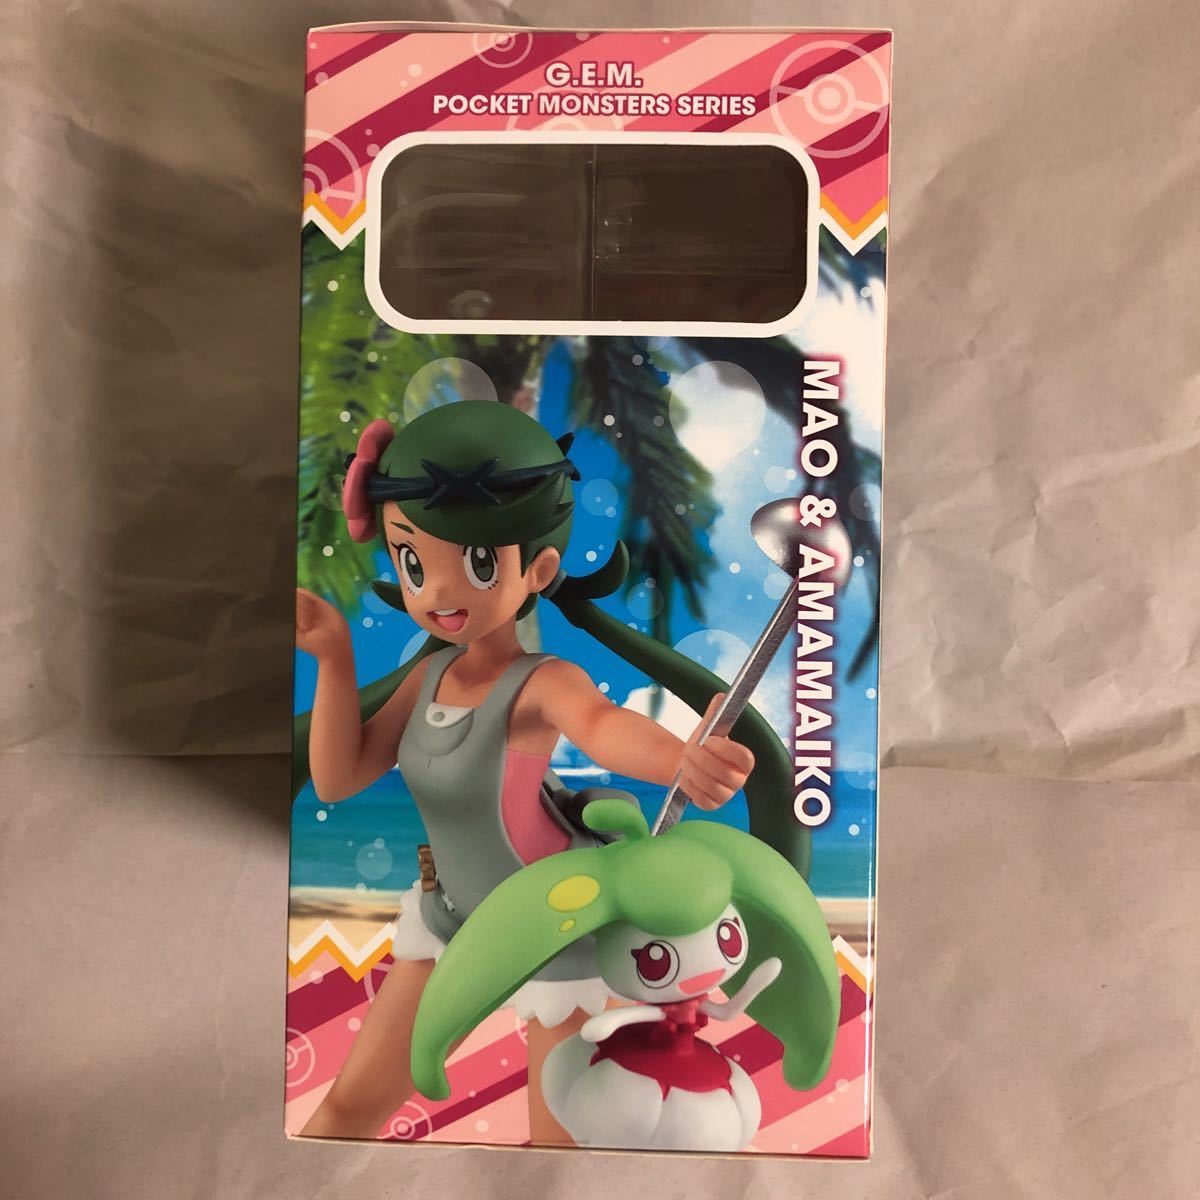 G.E.M.
POCKET MONSTERS SERIES
MAO & AMAMAIKO